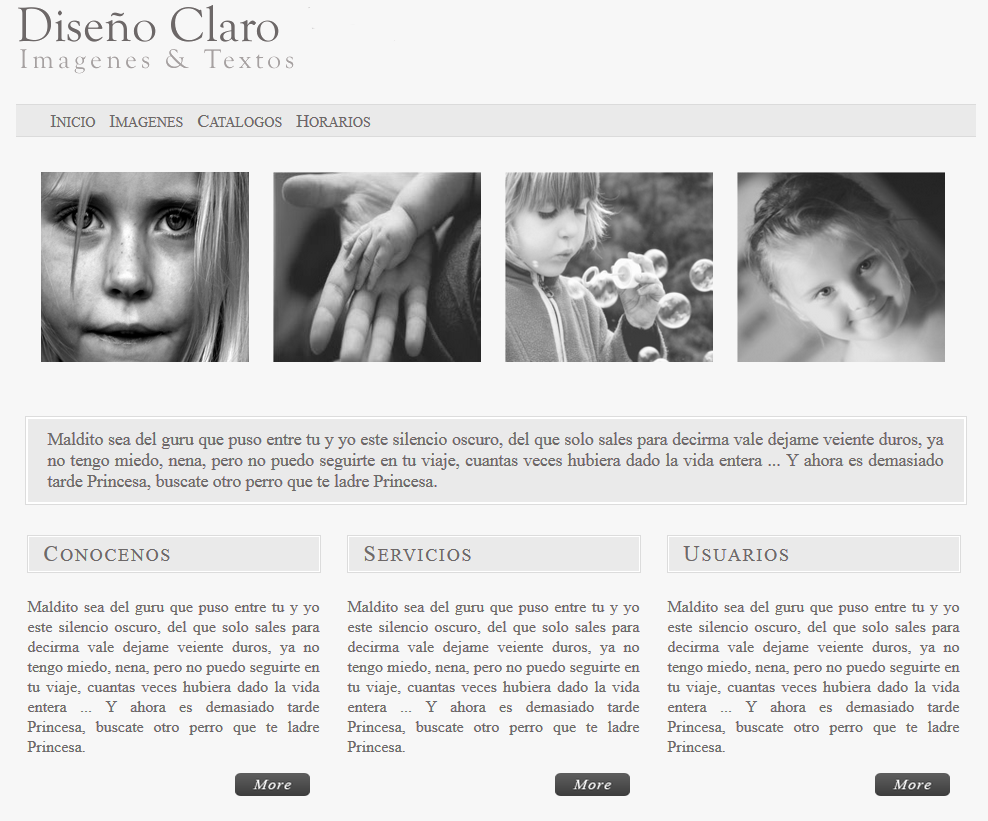 Diseño Claro
Imagenes & Textos
Inicio Imagenes Catalogos Horarios
Maldito sea del guru que puso entre tu y yo este silencio oscuro, del que solo sales para decirma vale dejame veiente duros, ya
no tengo miedo, nena, pero no puedo seguirte en tu viaje, cuantas veces hubiera dado la vida entera ... Y ahora es demasiado
tarde Princesa, buscate otro perro que te ladre Princesa.
Conocenos
Maldito sea del guru que puso entre tu y yo
este silencio oscuro, del que solo sales para
decirma vale dejame veiente duros, ya no
tengo miedo, nena, pero no puedo seguirte en
tu viaje, cuantas veces hubiera dado la vida
entera ... Y ahora es demasiado tarde
Princesa, buscate otro perro que te ladre
Princesa.
More
Servicios
Maldito sea del guru que puso entre tu y yo
este silencio oscuro, del que solo sales para
decirma vale dejame veiente duros, ya no
tengo miedo, nena, pero no puedo seguirte en
tu viaje, cuantas veces hubiera dado la vida
entera ... Y ahora es demasiado tarde
Princesa, buscate otro perro que te ladre
Princesa.
More
Usuarios
Maldito sea del guru que puso entre tu y yo
este silencio oscuro, del que solo sales para
decirma vale dejame veiente duros, ya no
tengo miedo, nena, pero no puedo seguirte en
tu viaje, cuantas veces hubiera dado la vida
entera ... Y ahora es demasiado tarde
Princesa, buscate otro perro que te ladre
Princesa.
More